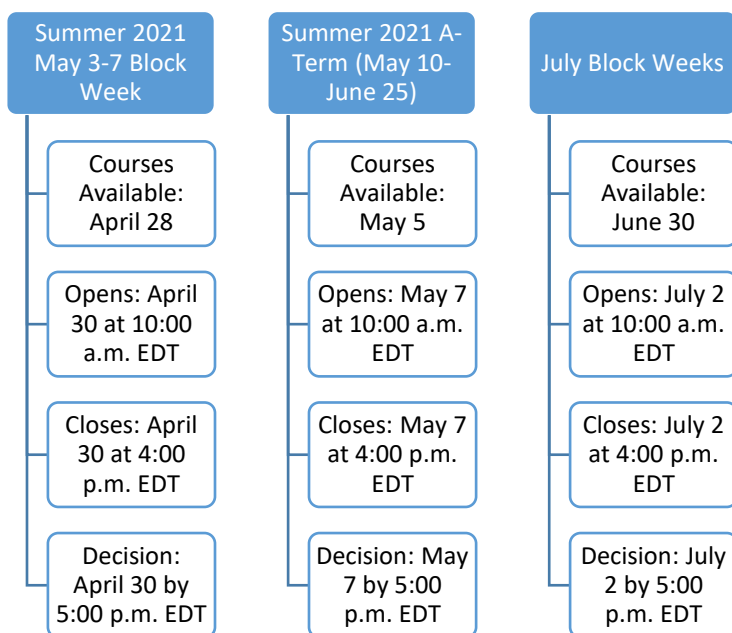 Summer 2021
May 3-7 Block
Week
Courses
Available:
April 28
Opens: April
30 at 10:00
a.m. EDT
Closes: April
30 at 4:00
p.m. EDT
Decision:
April 30 by
5:00 p.m. EDT
Summer 2021 A-
Term (May 10-
June 25)
Courses
Available:
May 5
Opens: May 7
at 10:00 a.m.
EDT
Closes: May 7
at 4:00 p.m.
EDT
Decision: May
7 by 5:00
p.m. EDT
July Block Weeks
Courses
Available:
June 30
Opens: July 2
at 10:00 a.m.
EDT
Closes: July 2
at 4:00 p.m.
EDT
Decision: July
2 by 5:00
p.m. EDT